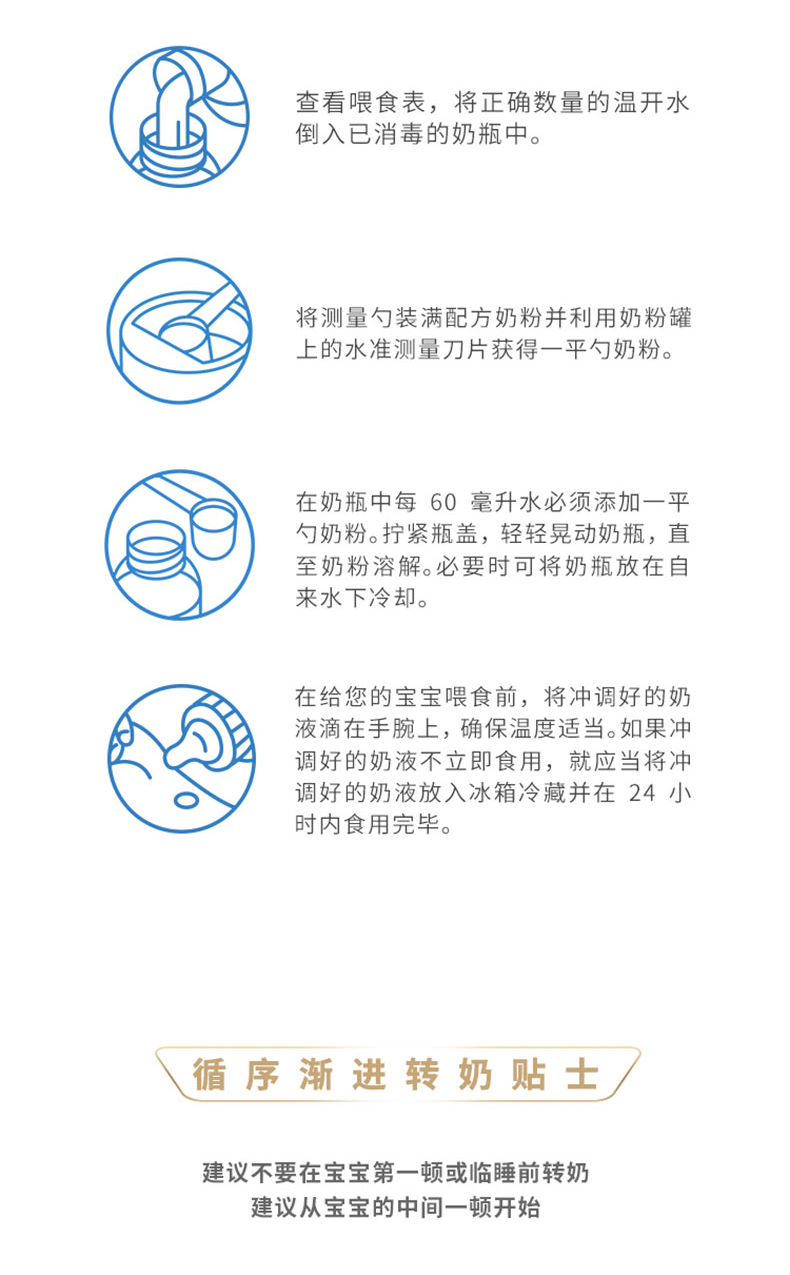 查看喂食表，将正确数量的温开水
倒入已消毒的奶瓶中。
将测量勺装满配方奶粉并利用奶粉罐
上的水准测量刀片获得一平勺奶粉。
在奶瓶中每 60 毫升水必须添加一平
勺奶粉。拧紧瓶盖，轻轻晃动奶瓶，直
至奶粉溶解。必要时可将奶瓶放在自
来水下冷却。
在给您的宝宝喂食前，将冲调好的奶
液滴在手腕上，确保温度适当。如果冲
调好的奶液不立即食用，就应当将冲
调好的奶液放入冰箱冷藏并在 24 小
时内食用完毕。
循序渐进转奶贴士
建议不要在宝宝第一顿或临睡前转奶
建议从宝宝的中间一顿开始